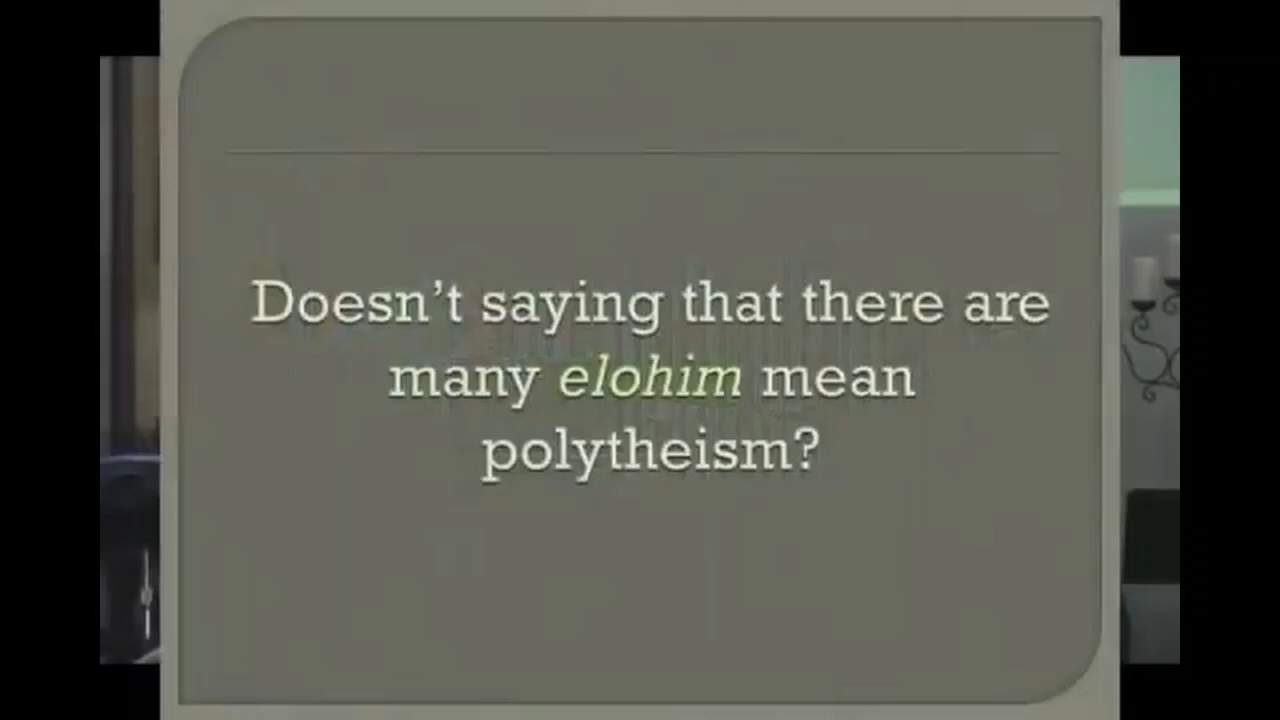 Doesn’t saying that there are
many elohim mean
polytheism?